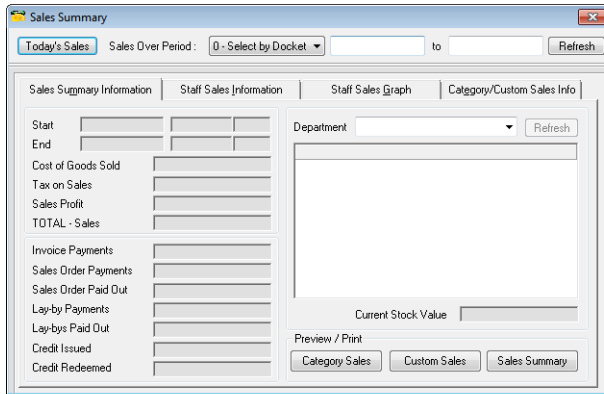 Sales Summary
Today's Sales Sales Over Period : 0 - Select by Docket to Refresh
Sales Summary Information Staff Sales Information Staff Sales Graph Category/Custom Sales Info
Start
End
Cost of Goods Sold
Tax on Sales
Sales Profit
TOTAL - Sales
Invoice Payments
Sales Order Payments
Sales Order Paid Out
Lay-by Payments
Lay-bys Paid Out
Credit Issued
Credit Redeemed
Department Refresh
Current Stock Value
Preview / Print
Category Sales Custom Sales Sales Summary